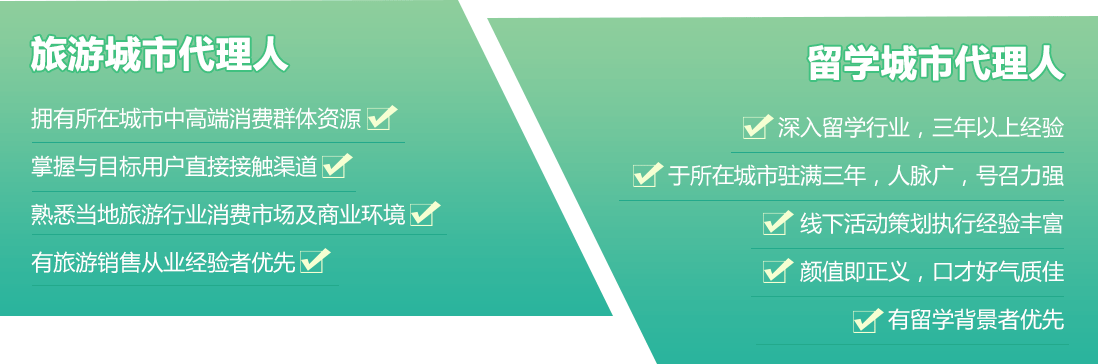 旅游城市代理人
拥有所在城市中高端消费群体资源
掌握与目标用户直接接触渠道
熟悉当地旅游行业消费市场及商业环境
有旅游销售从业经验者优先
留学城市代理人
深入留学行业，三年以上经验
于所在城市驻满三年，人脉广，号召力强
线下活动策划执行经验丰富
颜值即正义，口才好气质佳
有留学背景者优先